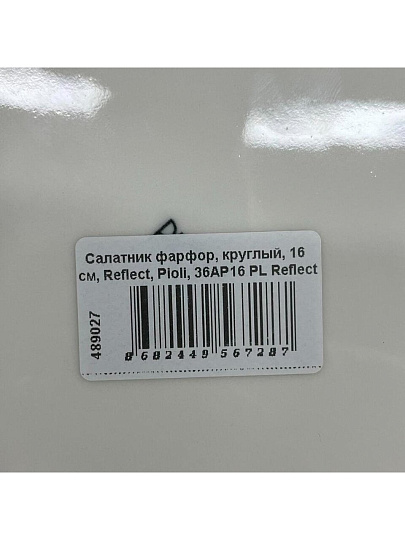 Салатник фарфор, круглый, 16
см, Reflect, Pioli, 36AP16 PL Reflect
489027
8682449567287